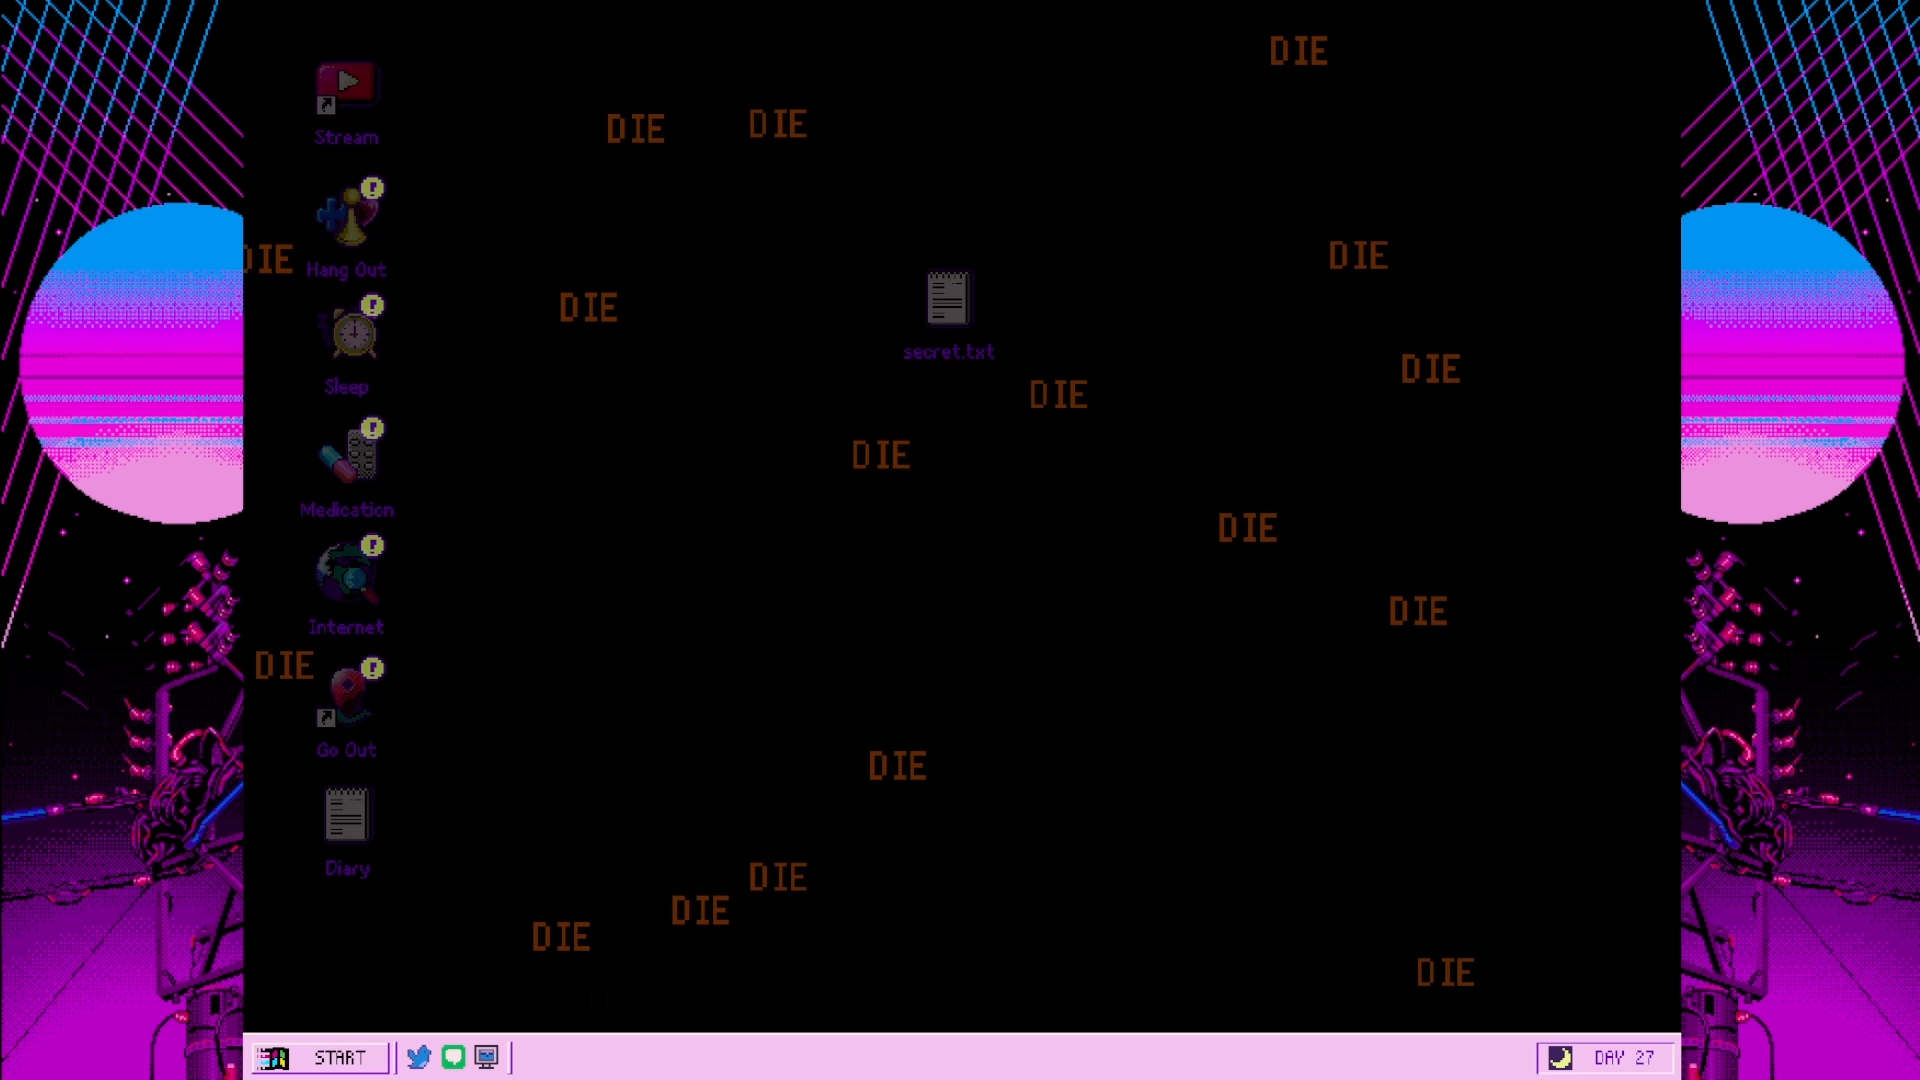 DIE
DIE
DIE
Stream
DIE
DIE
Hang Out
DIE
secret.txt
DIE
Sleep
DIE
DIE
Medication
DIE
DIE
Internet
DIE
Go Out
DIE
Diary
DIE
DIE
DIE
DIE
START
DAY 27